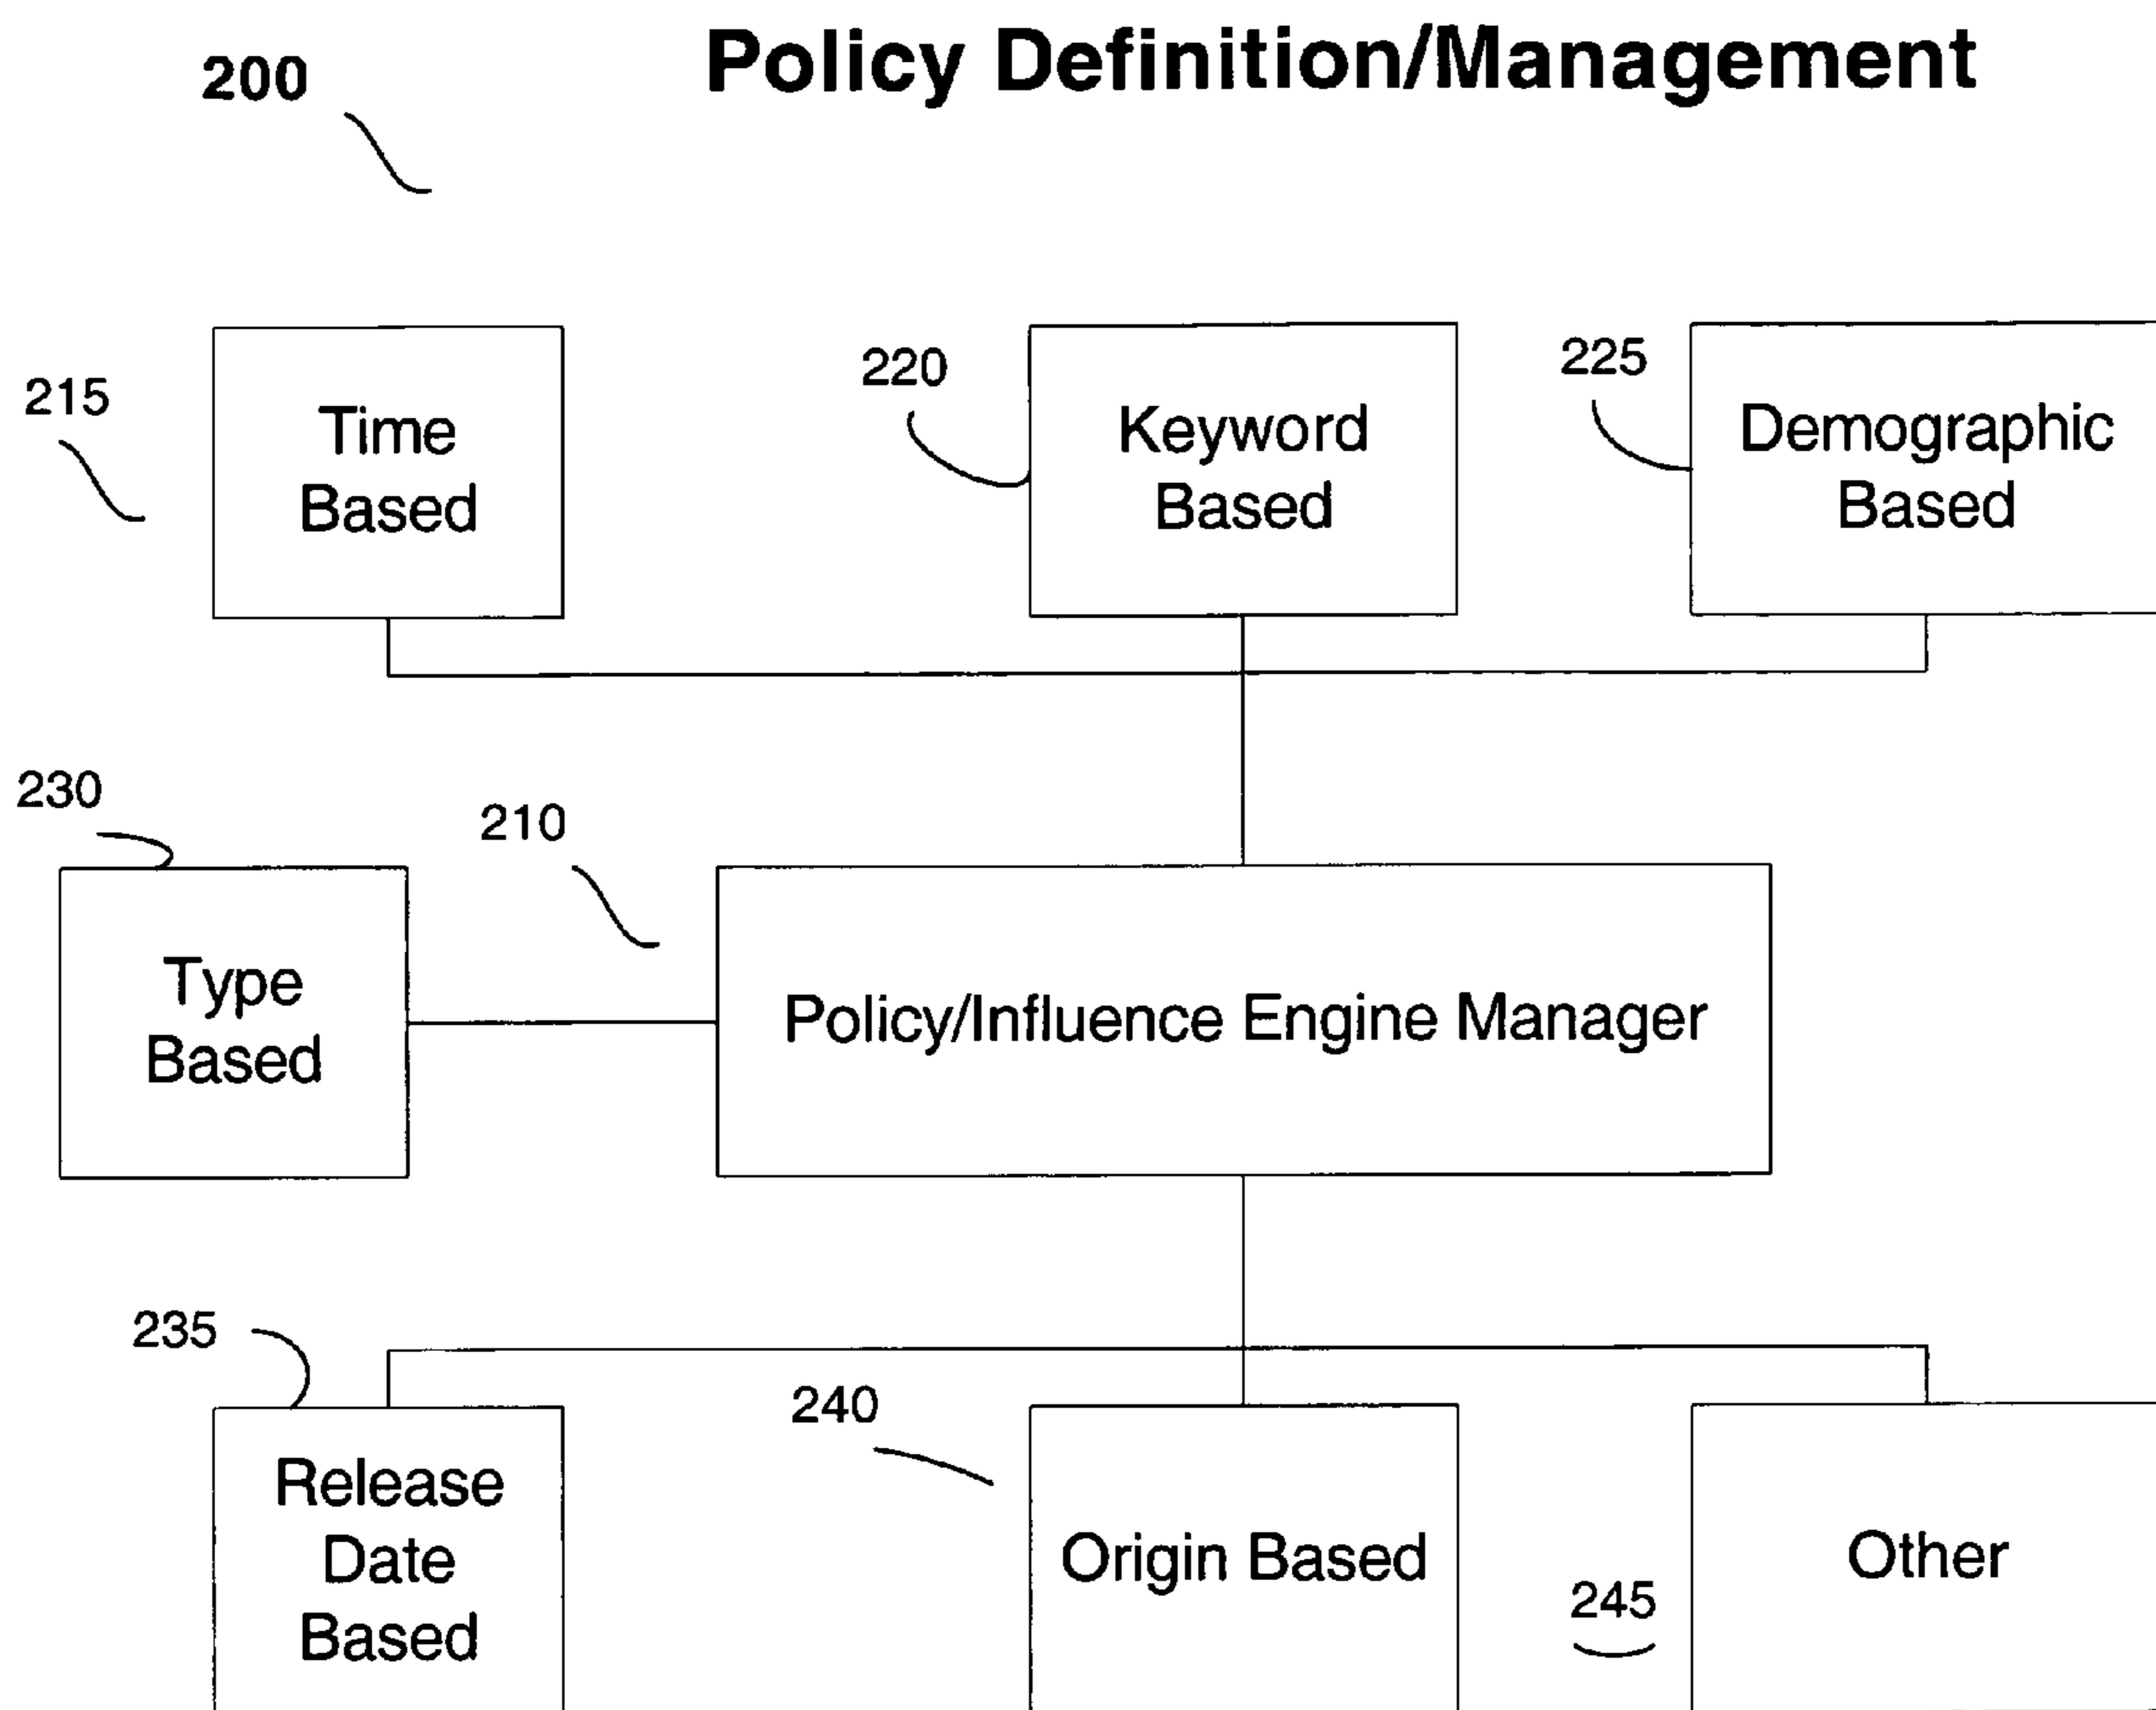 Policy Definition/Management
200
215
Time
Based
220
Keyword
Based
225
Demographic
Based
230
Type
Based
210
Policy/Influence Engine Manager
235
Release
Date
Based
240
Origin Based
245
Other